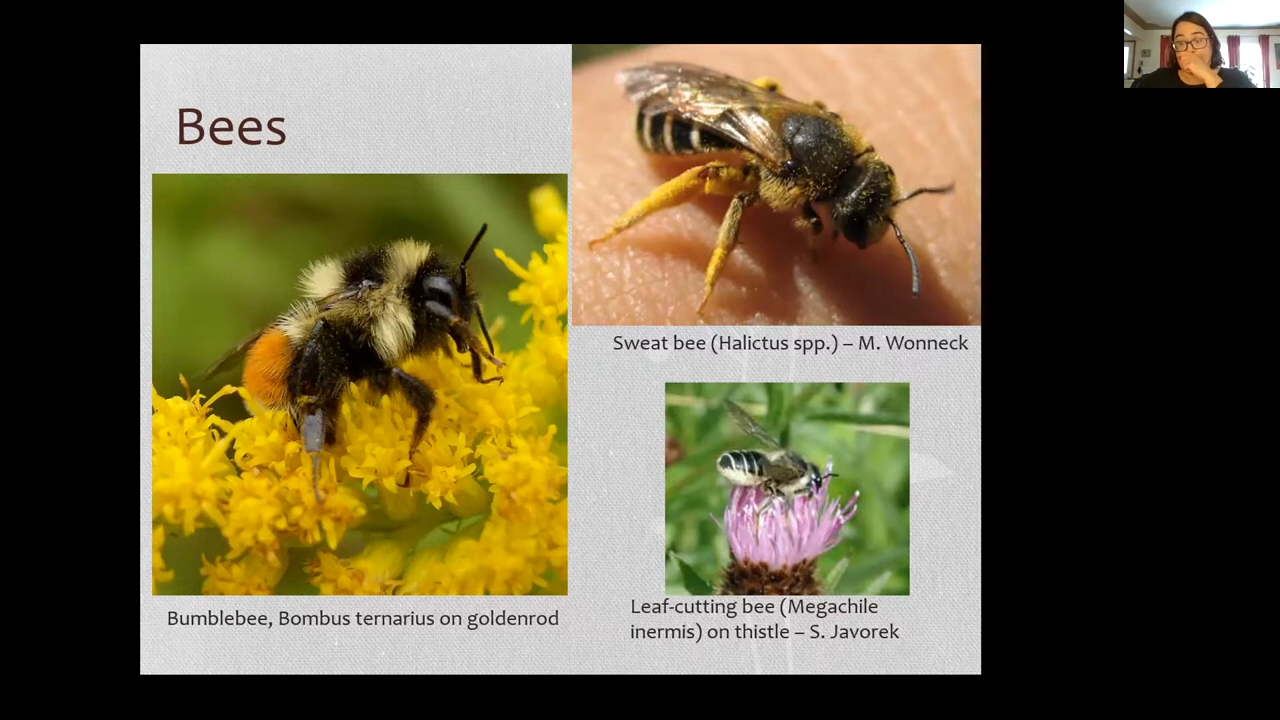 Bees
Sweat bee (Halictus spp.) – M. Wonneck
Bumblebee, Bombus ternarius on goldenrod
Leaf-cutting bee (Megachile
inermis) on thistle – S. Javorek